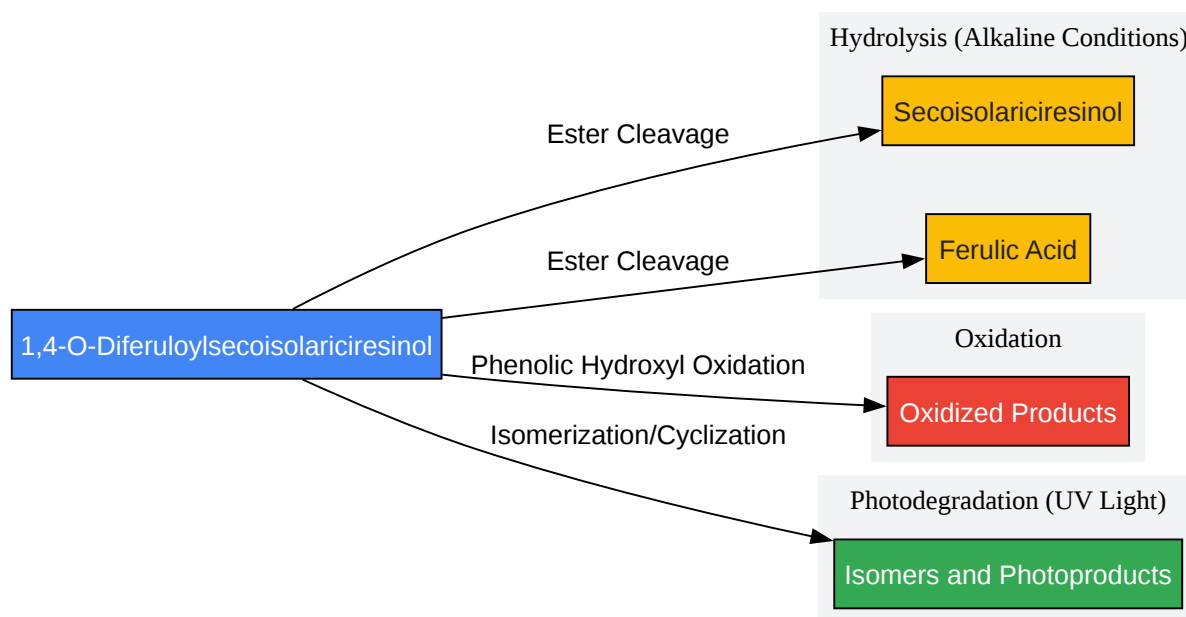 Hydrolysis (Alkaline Conditions)
Secoisolariciresinol
Ester Cleavage
Ferulic Acid
Ester Cleavage
1,4-O-Diferuloylsecoisolariciresinol
Oxidation
Phenolic Hydroxyl Oxidation
Oxidized Products
Isomerization/Cyclization
Photodegradation (UV Light)
Isomers and Photoproducts